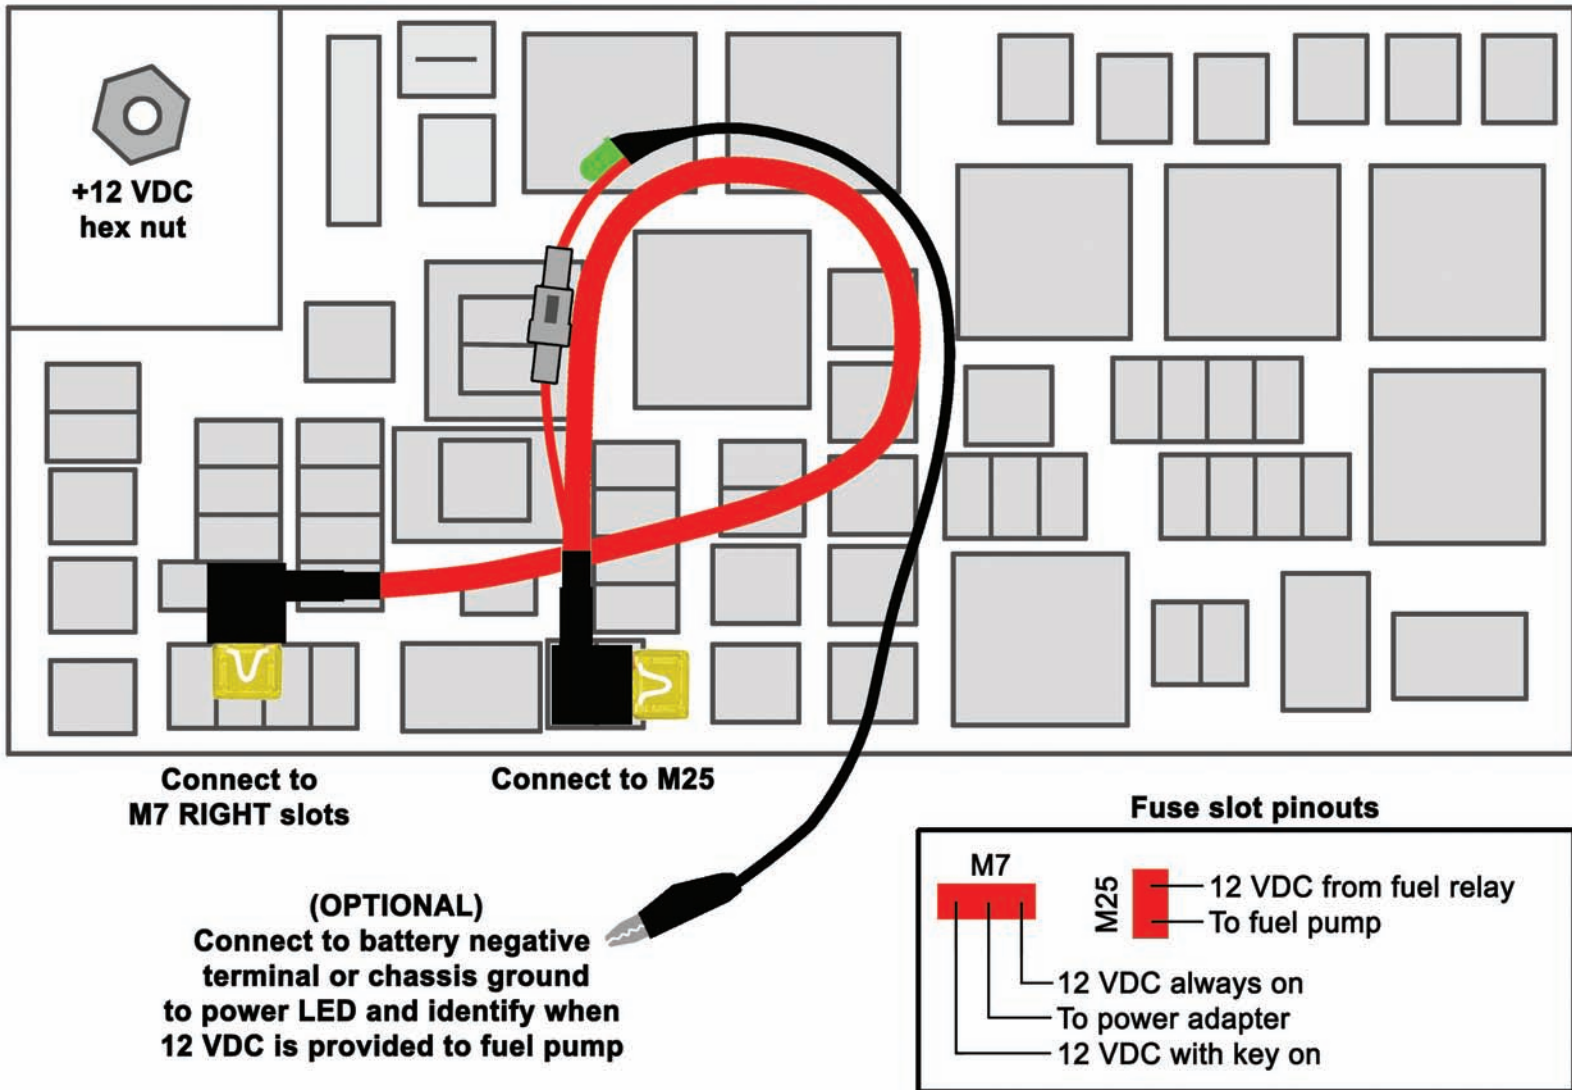 +12 VDC
hex nut
Connect to
M7 RIGHT slots
Connect to M25
(OPTIONAL)
Connect to battery negative
terminal or chassis ground
to power LED and identify when
12 VDC is provided to fuel pump
Fuse slot pinouts
M7
M25
12 VDC from fuel relay
To fuel pump
12 VDC always on
To power adapter
12 VDC with key on